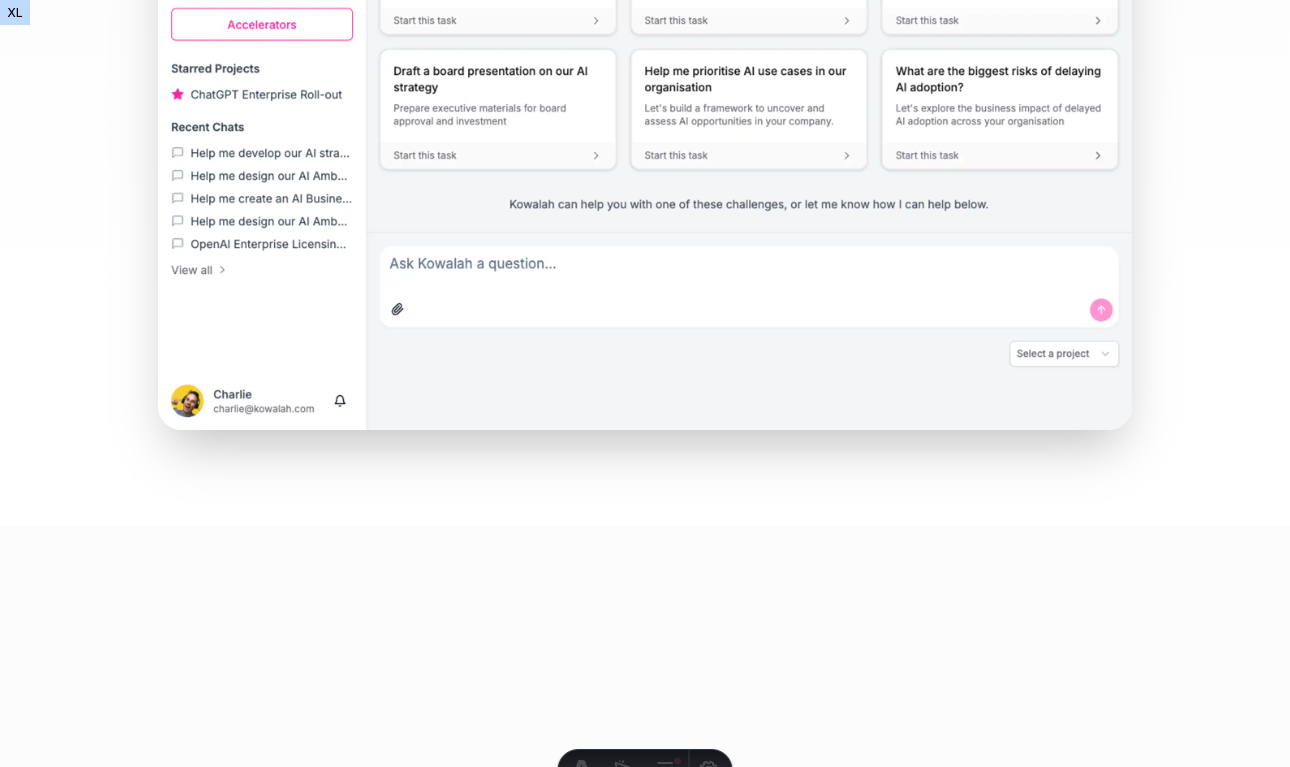 XL
Accelerators
Starred Projects
ChatGPT Enterprise Roll-out
Recent Chats
Help me develop our AI stra...
Help me design our AI Amb...
Help me create an AI Busine...
Help me design our AI Amb...
OpenAI Enterprise Licensin...
View all
Charlie
charlie@kowalah.com
Start this task
Start this task
Start this task
Draft a board presentation on our AI
strategy
Prepare executive materials for board
approval and investment
Start this task
Help me prioritise AI use cases in our
organisation
Let's build a framework to uncover and
assess AI opportunities in your company.
Start this task
What are the biggest risks of delaying
AI adoption?
Let's explore the business impact of delayed
AI adoption across your organisation
Start this task
Kowalah can help you with one of these challenges, or let me know how I can help below.
Ask Kowalah a question...
Select a project